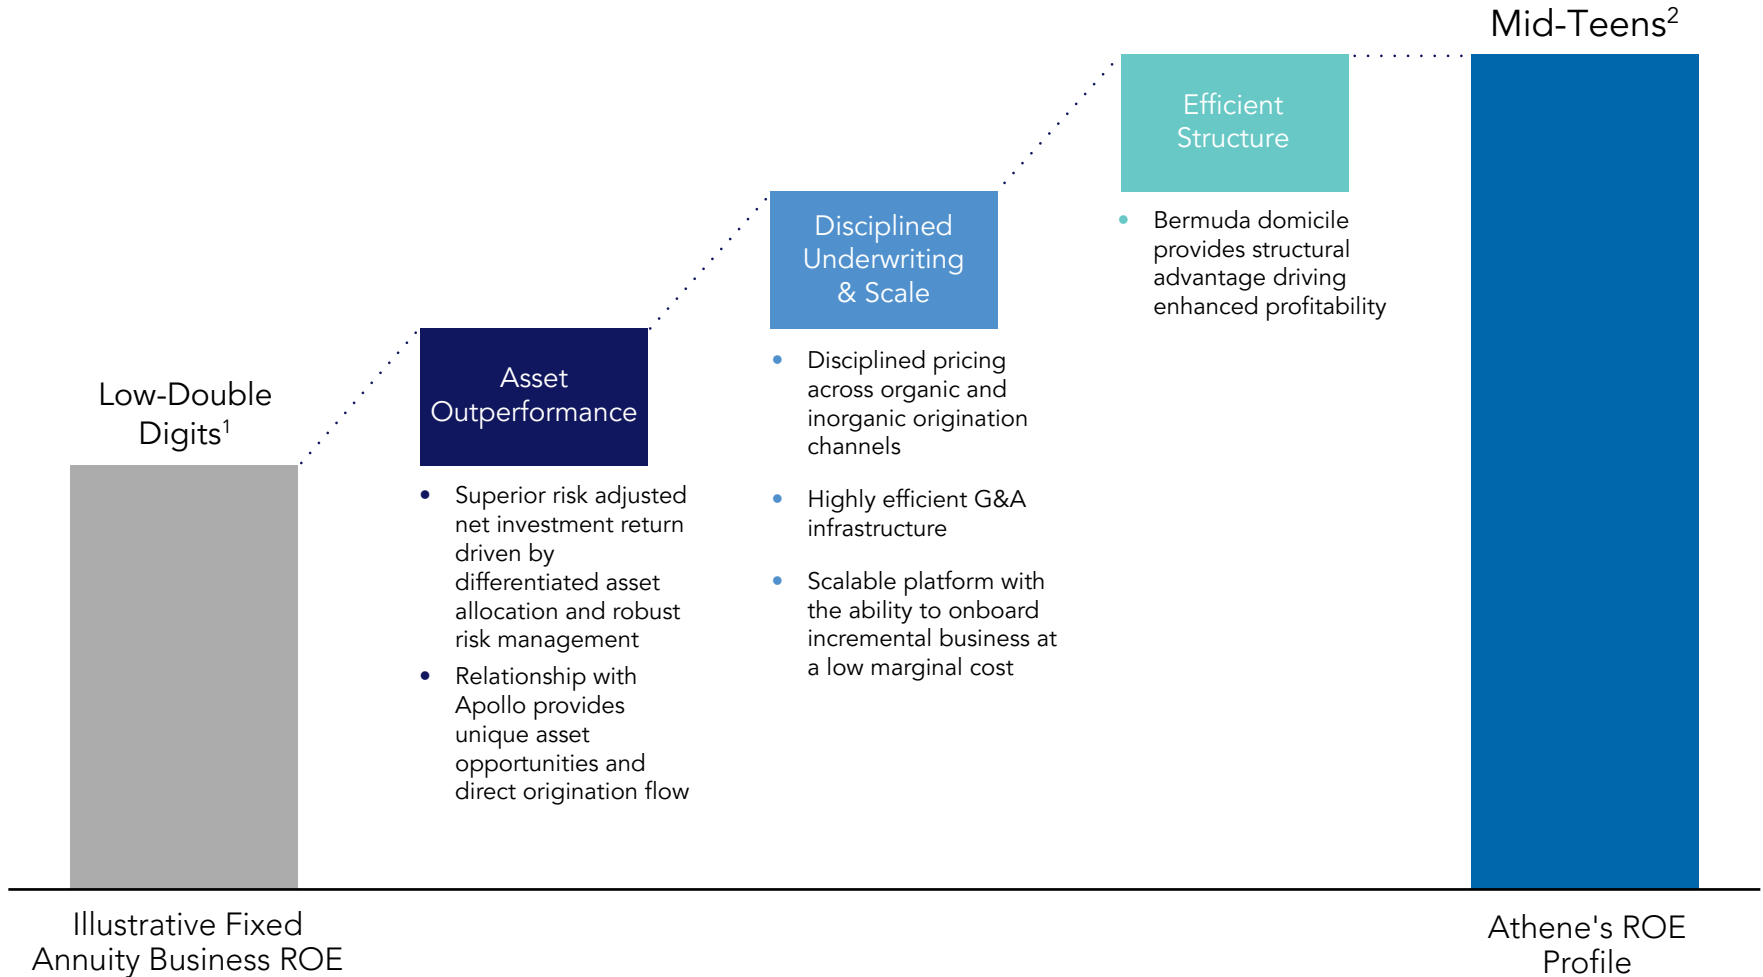 Low-Double
Digits1
Illustrative Fixed
Annuity Business ROE
Asset
Outperformance
• Superior risk adjusted
net investment return
driven by
differentiated asset
allocation and robust
risk management
• Relationship with
Apollo provides
unique asset
opportunities and
direct origination flow
Disciplined
Underwriting
& Scale
• Disciplined pricing
across organic and
inorganic origination
channels
• Highly efficient G&A
infrastructure
• Scalable platform with
the ability to onboard
incremental business at
a low marginal cost
Efficient
Structure
• Bermuda domicile
provides structural
advantage driving
enhanced profitability
Mid-Teens2
Athene's ROE
Profile